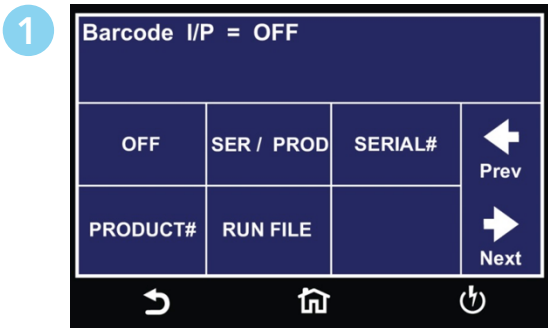 1
Barcode I/P = OFF
OFF
SER / PROD
SERIAL#
Prev
PRODUCT#
RUN FILE
Next